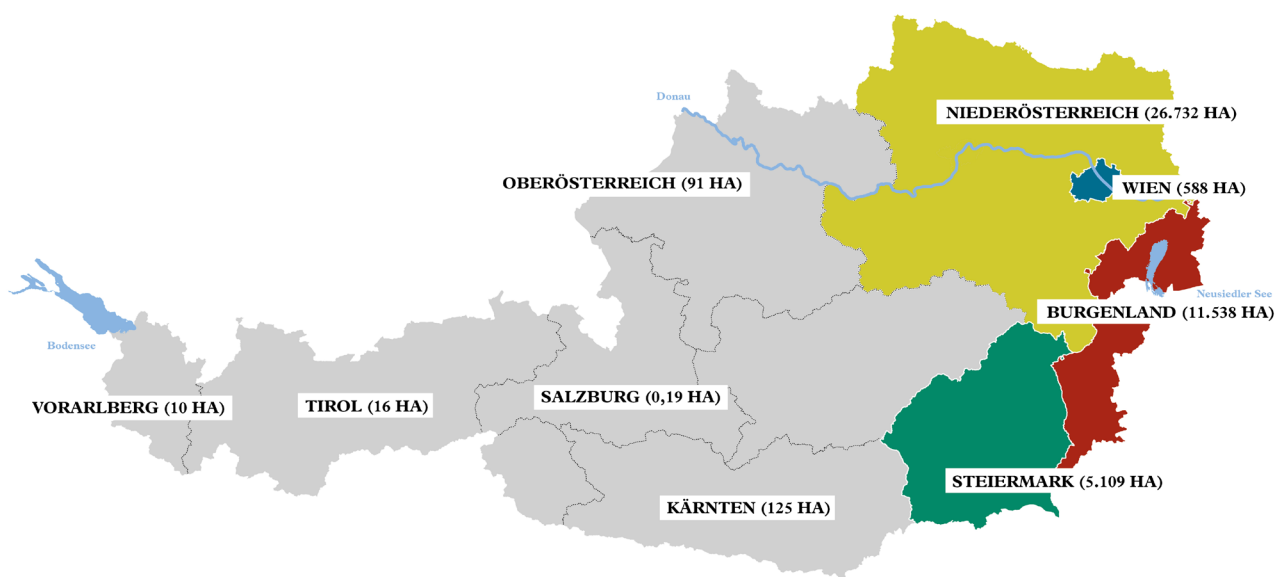 Donau
NIEDERÖSTERREICH (26.732 HA)
OBERÖSTERREICH (91 HA)
WIEN (588 HA)
Neusiedler See
BURGENLAND (11.538 HA)
Bodensee
VORARLBERG (10 HA)
TIROL (16 HA)
SALZBURG (0,19 HA)
STEIERMARK (5.109 HA)
KÄRNTEN (125 HA)